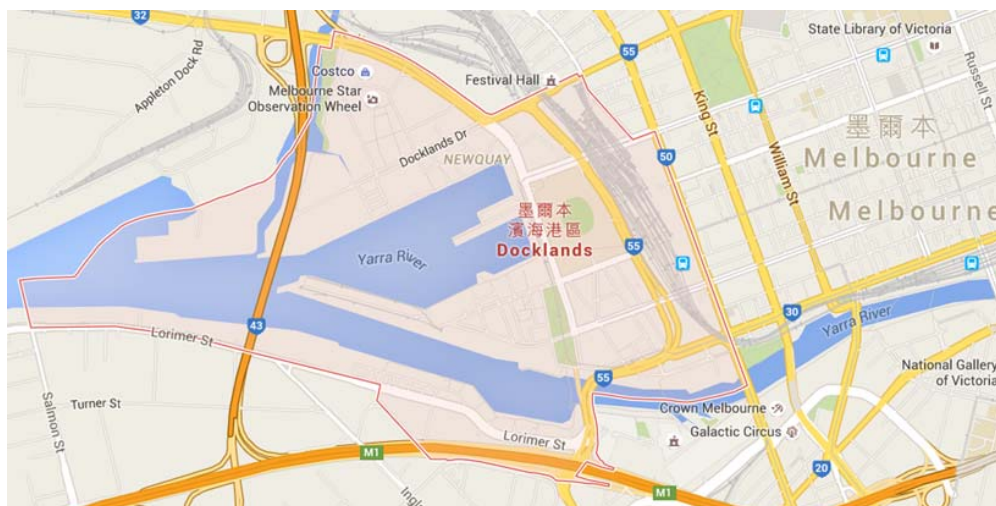 32
Appleton Dock Rd
Costco
Melbourne Star
Observation Wheel
Festival Hall
55
State Library of Victoria
Russell St
King St
William St
墨爾本
Melbourne
Melbourne
Docklands Dr
NEWQUAY
50
墨爾本
濱海港區
Docklands
55
Yarra River
43
Lorimer St
30
Yarra River
National Gallery
of Victoria
55
Crown Melbourne
Galactic Circus
Turner St
Salmon St
Lorimer St
M1
20
M1
Ingl